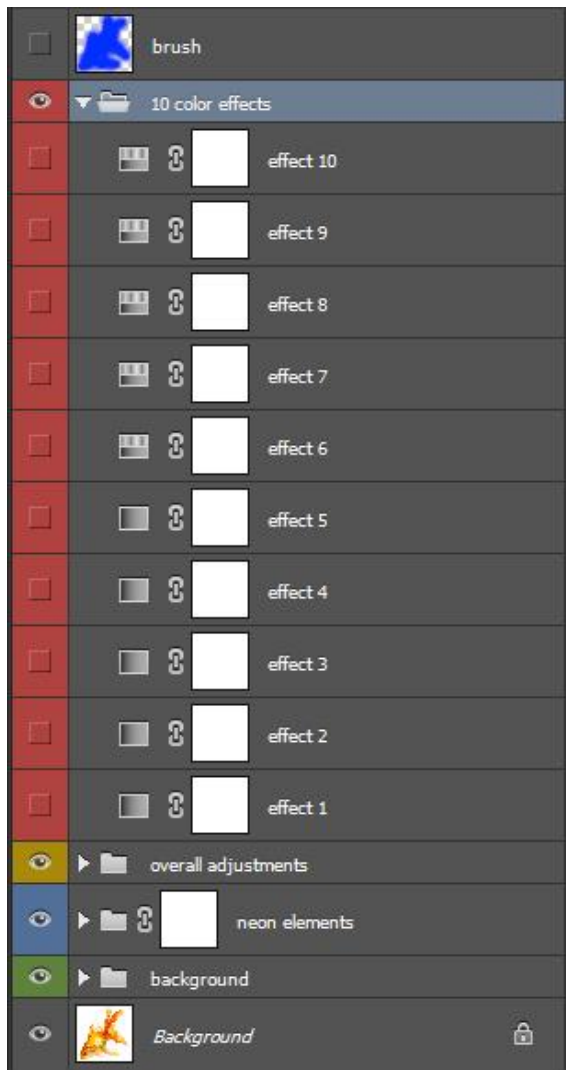 brush
10 color effects
effect 10
effect 9
effect 8
effect 7
effect 6
effect 5
effect 4
effect 3
effect 2
effect 1
overall adjustments
neon elements
background
Background